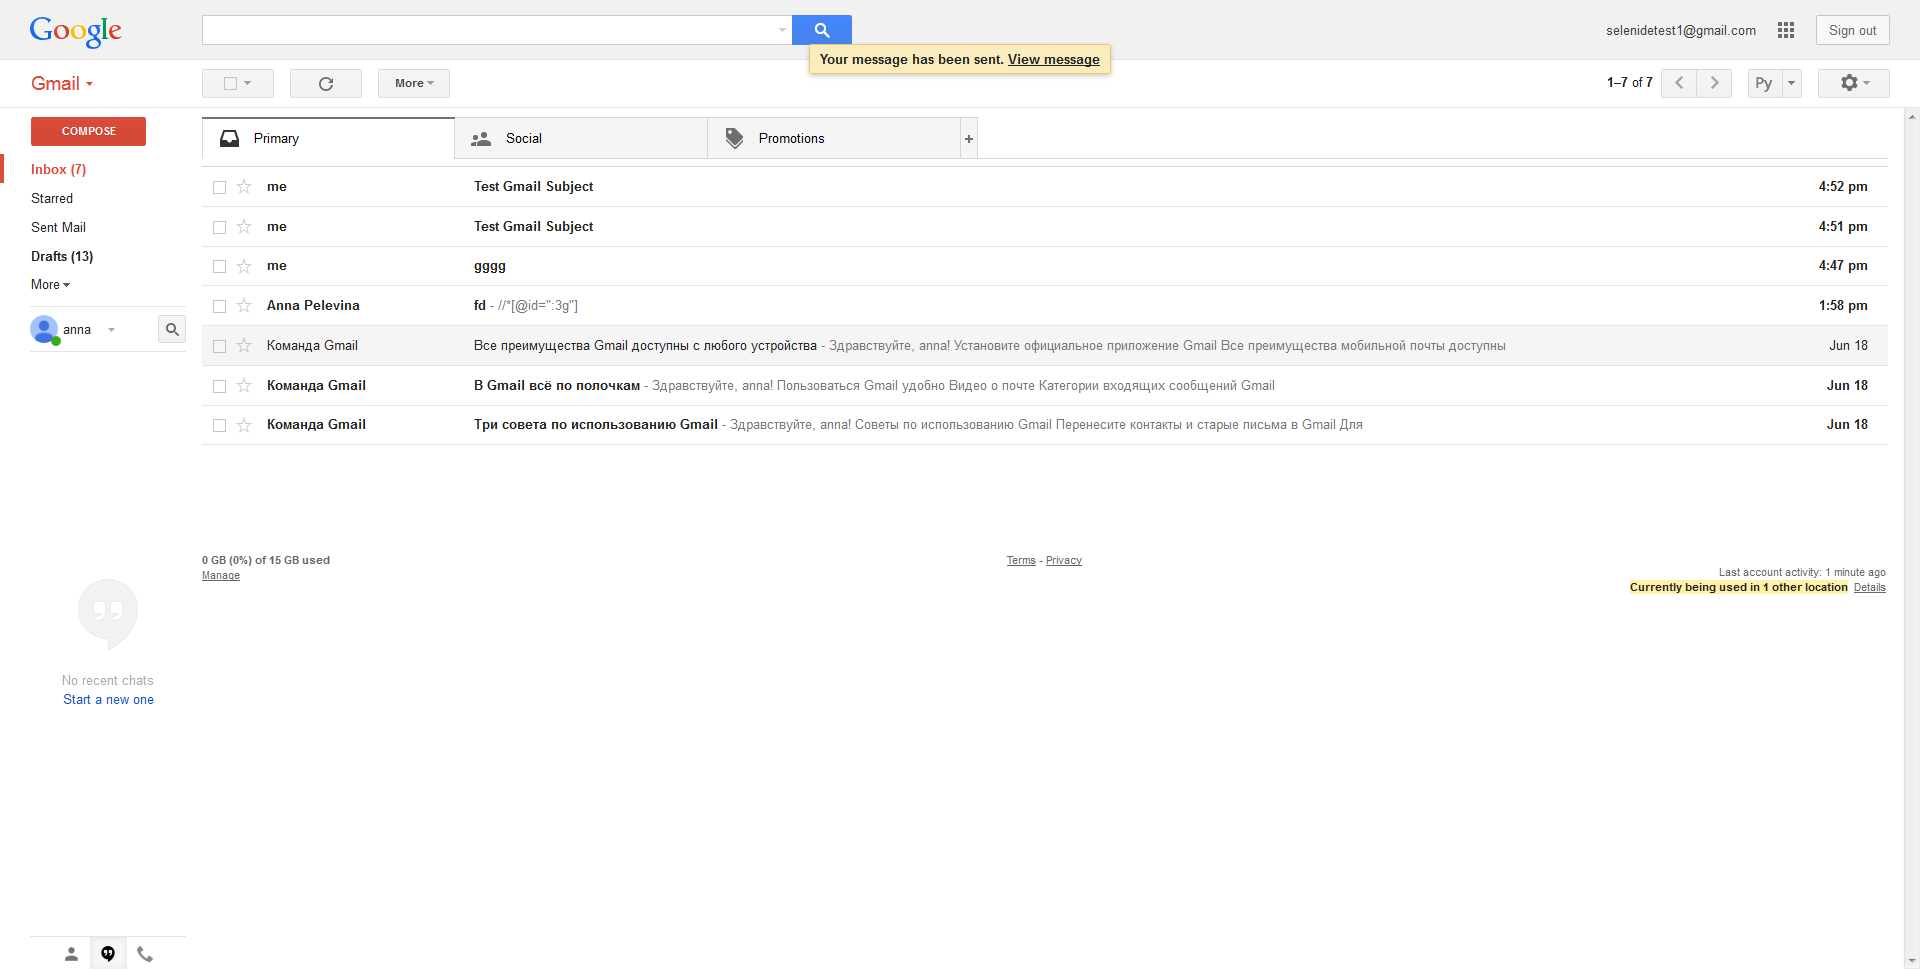 Google
selenidetest1@gmail.com
Sign out
Your message has been sent. View message
Gmail
More
1–7 of 7
Ру
COMPOSE
Inbox (7)
Starred
Sent Mail
Drafts (13)
More
anna
Primary
Social
Promotions
+
me Test Gmail Subject 4:52 pm
me Test Gmail Subject 4:51 pm
me gggg 4:47 pm
Anna Pelevina fd - //*[@id=":3g"] 1:58 pm
Команда Gmail Все преимущества Gmail доступны с любого устройства - Здравствуйте, anna! Установите официальное приложение Gmail Все преимущества мобильной почты доступны Jun 18
Команда Gmail В Gmail всё по полочкам - Здравствуйте, anna! Пользоваться Gmail удобно Видео о почте Категории входящих сообщений Gmail Jun 18
Команда Gmail Три совета по использованию Gmail - Здравствуйте, anna! Советы по использованию Gmail Перенесите контакты и старые письма в Gmail Для Jun 18
0 GB (0%) of 15 GB used
Manage
Terms - Privacy
Last account activity: 1 minute ago
Currently being used in 1 other location Details
No recent chats
Start a new one